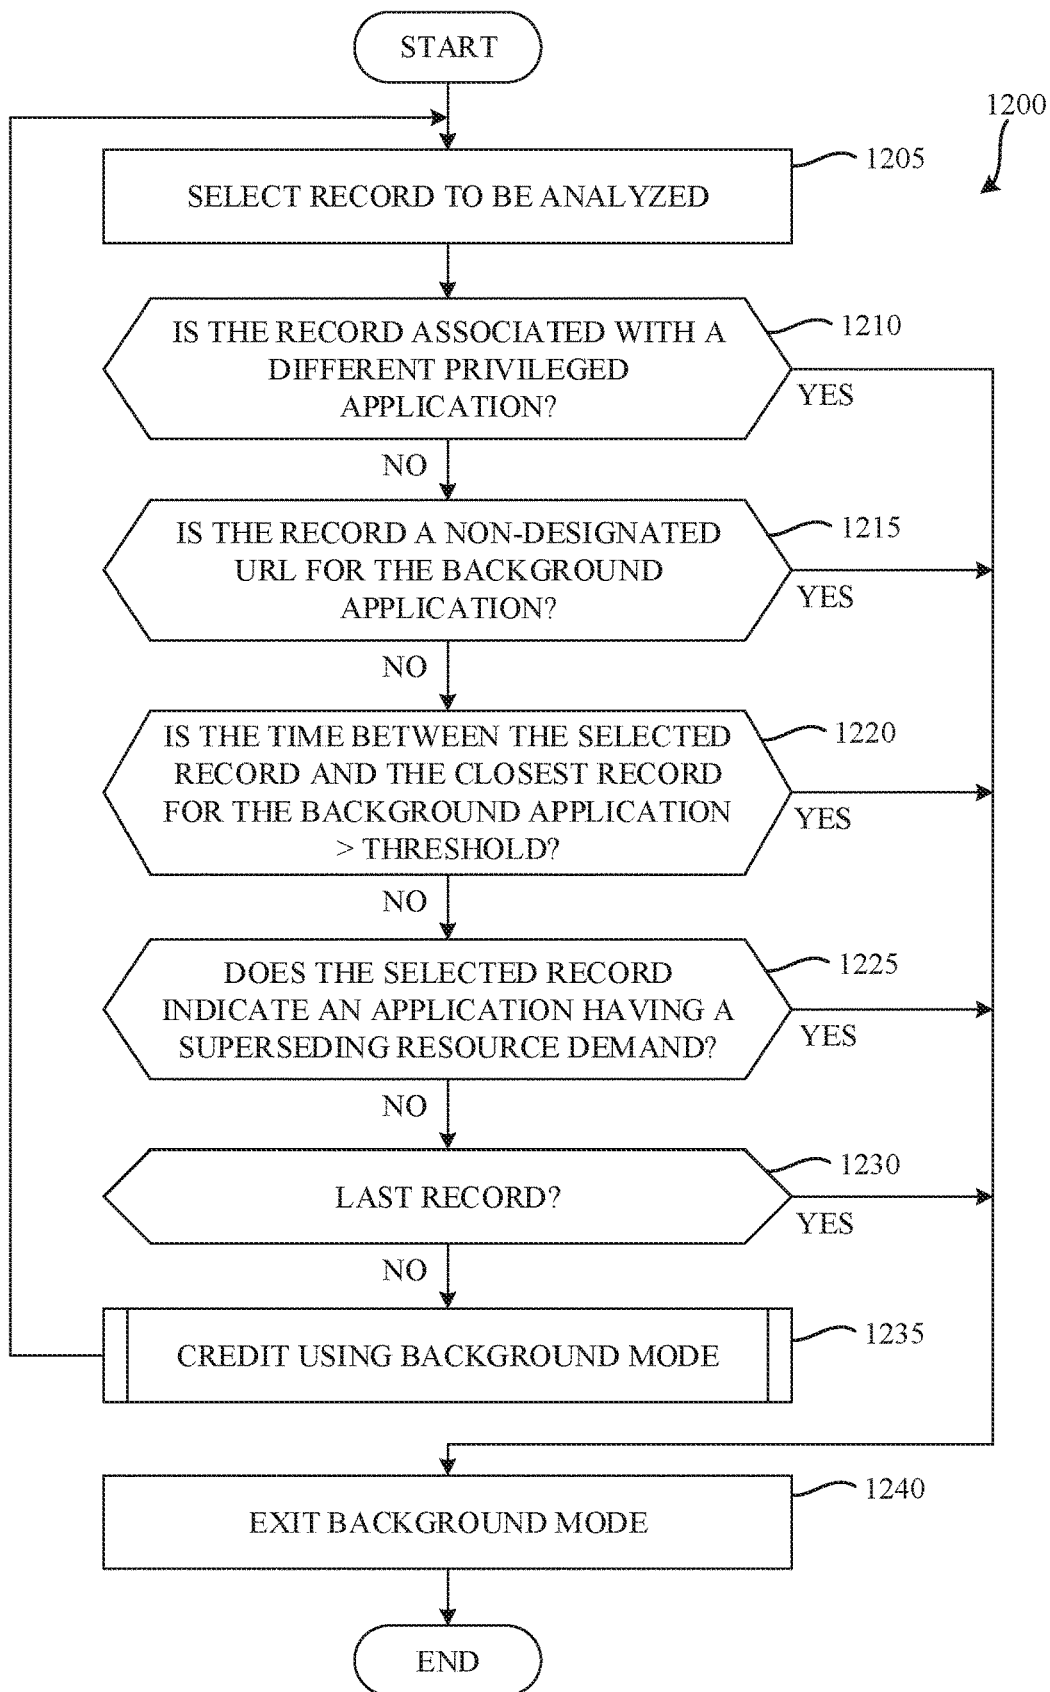 START
1200
1205
SELECT RECORD TO BE ANALYZED
1210
IS THE RECORD ASSOCIATED WITH A
DIFFERENT PRIVILEGED
APPLICATION?
YES
NO
1215
IS THE RECORD A NON-DESIGNATED
URL FOR THE BACKGROUND
APPLICATION?
YES
NO
1220
IS THE TIME BETWEEN THE SELECTED
RECORD AND THE CLOSEST RECORD
FOR THE BACKGROUND APPLICATION
> THRESHOLD?
YES
NO
1225
DOES THE SELECTED RECORD
INDICATE AN APPLICATION HAVING A
SUPERSEDING RESOURCE DEMAND?
YES
NO
1230
LAST RECORD?
YES
NO
1235
CREDIT USING BACKGROUND MODE
1240
EXIT BACKGROUND MODE
END